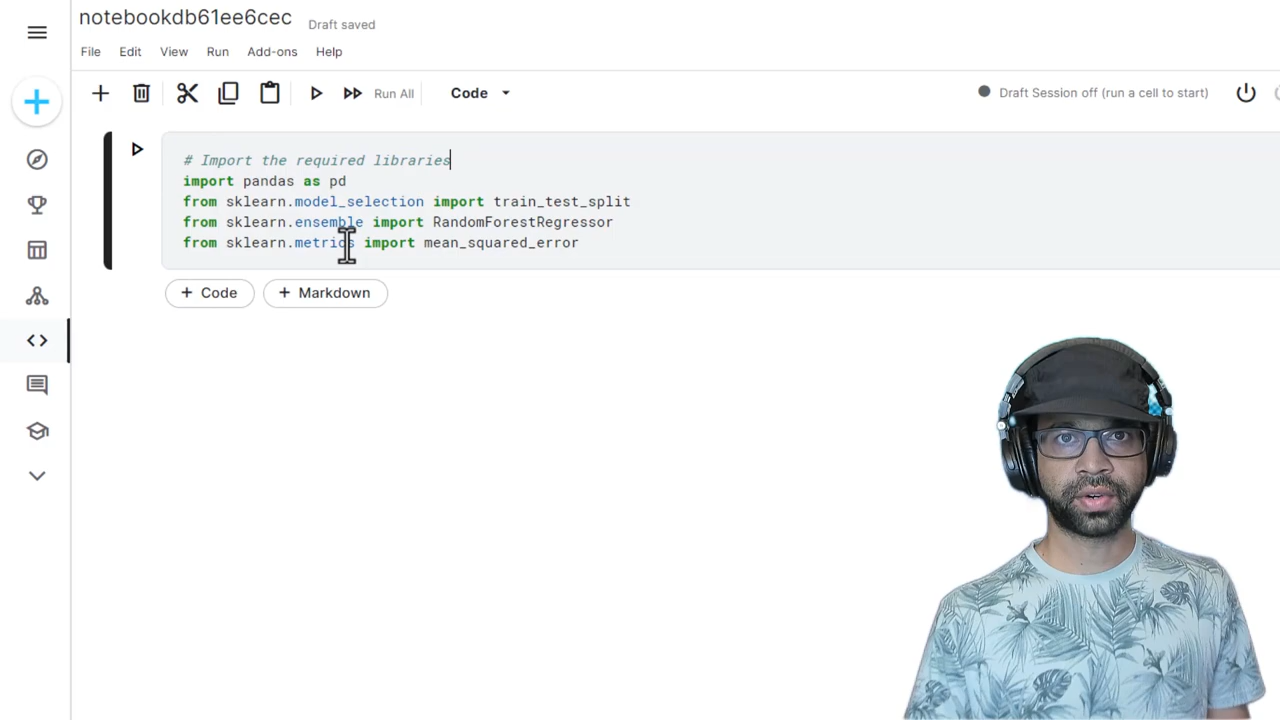 notebookdb61ee6cec
Draft saved
File Edit View Run Add-ons Help
Run All Code Draft Session off (run a cell to start)
# Import the required libraries
import pandas as pd
from sklearn.model_selection import train_test_split
from sklearn.ensemble import RandomForestRegressor
from sklearn.metrics import mean_squared_error
+ Code + Markdown